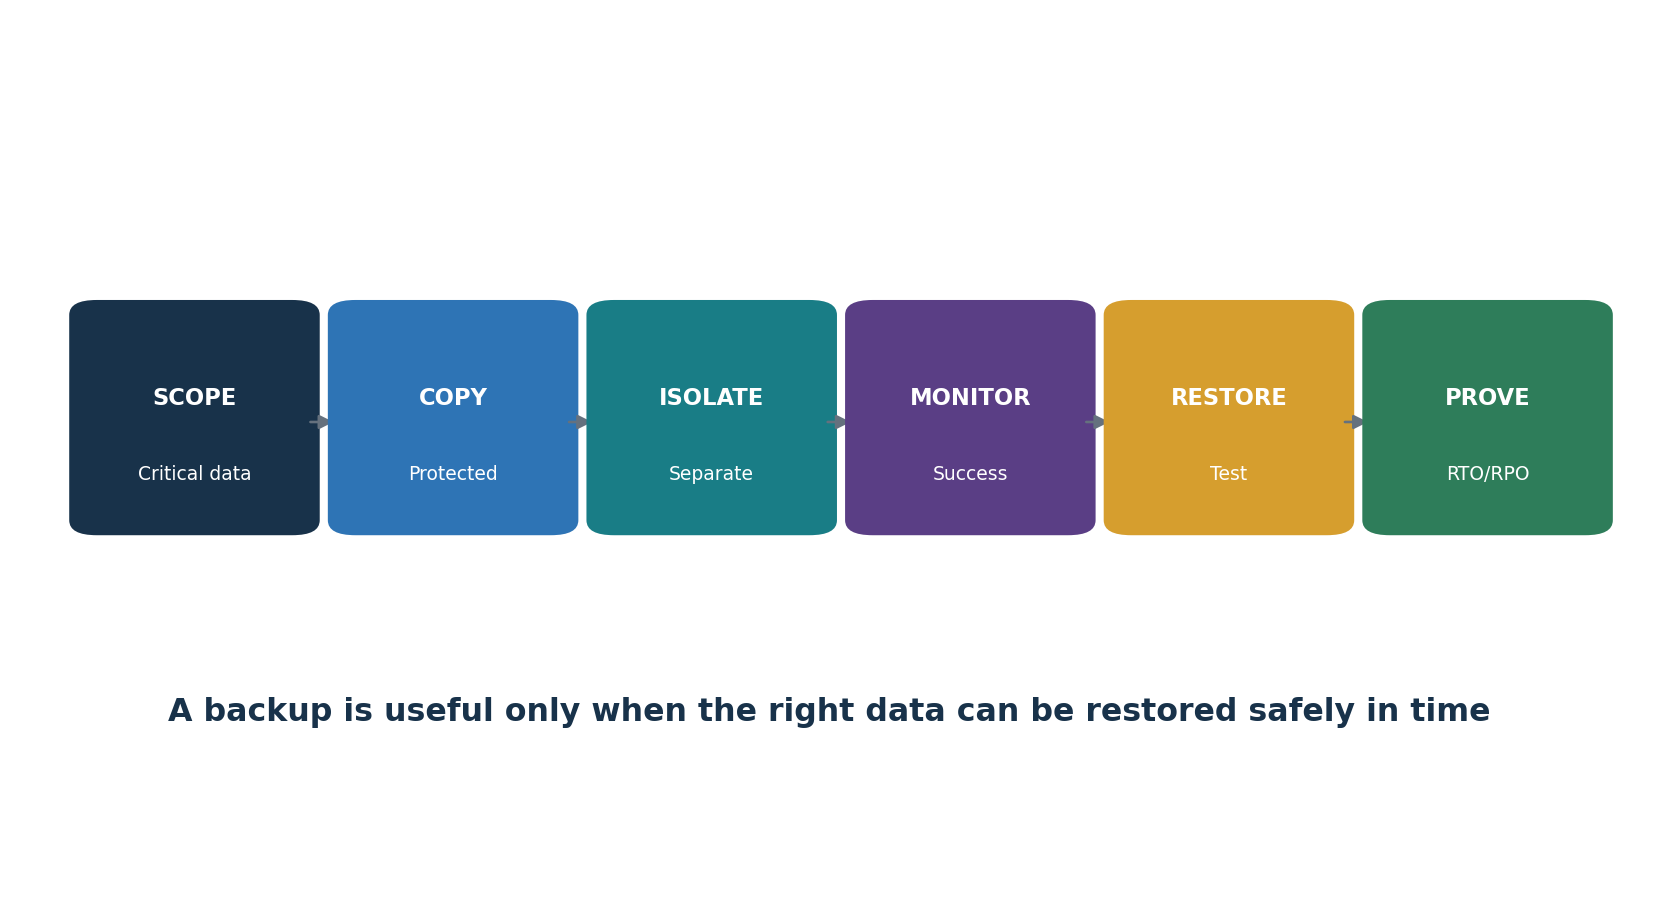 SCOPE
Critical data
COPY
Protected
ISOLATE
Separate
MONITOR
Success
RESTORE
Test
PROVE
RTO/RPO
A backup is useful only when the right data can be restored safely in time